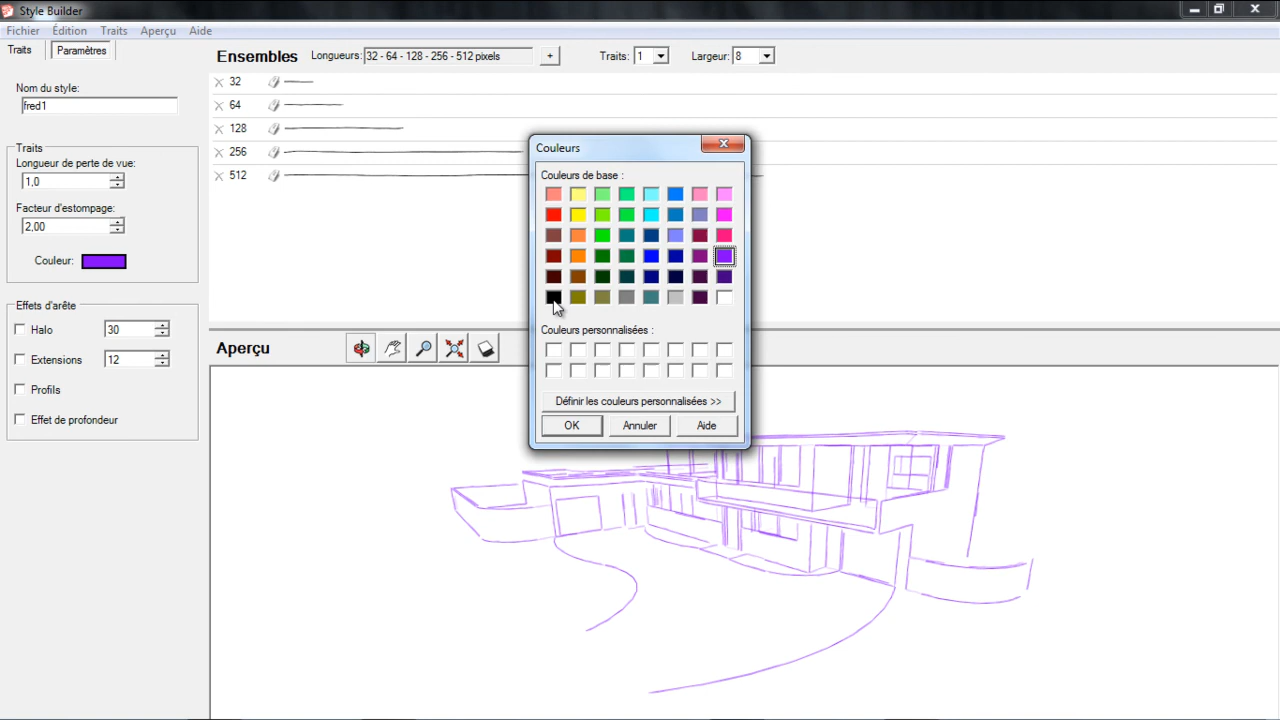 Style Builder
Fichier Édition Traits Aperçu Aide
Traits Paramètres
Nom du style:
fred1
Traits
Longueur de perte de vue:
1,0
Facteur d'estompage:
2,00
Couleur:
Effets d'arête
Halo 30
Extensions 12
Profils
Effet de profondeur
Ensembles Longueurs: 32 - 64 - 128 - 256 - 512 pixels + Traits: 1 Largeur: 8
32
64
128
256
512
Aperçu
Couleurs
Couleurs de base :
Couleurs personnalisées :
Définir les couleurs personnalisées >>
OK Annuler Aide